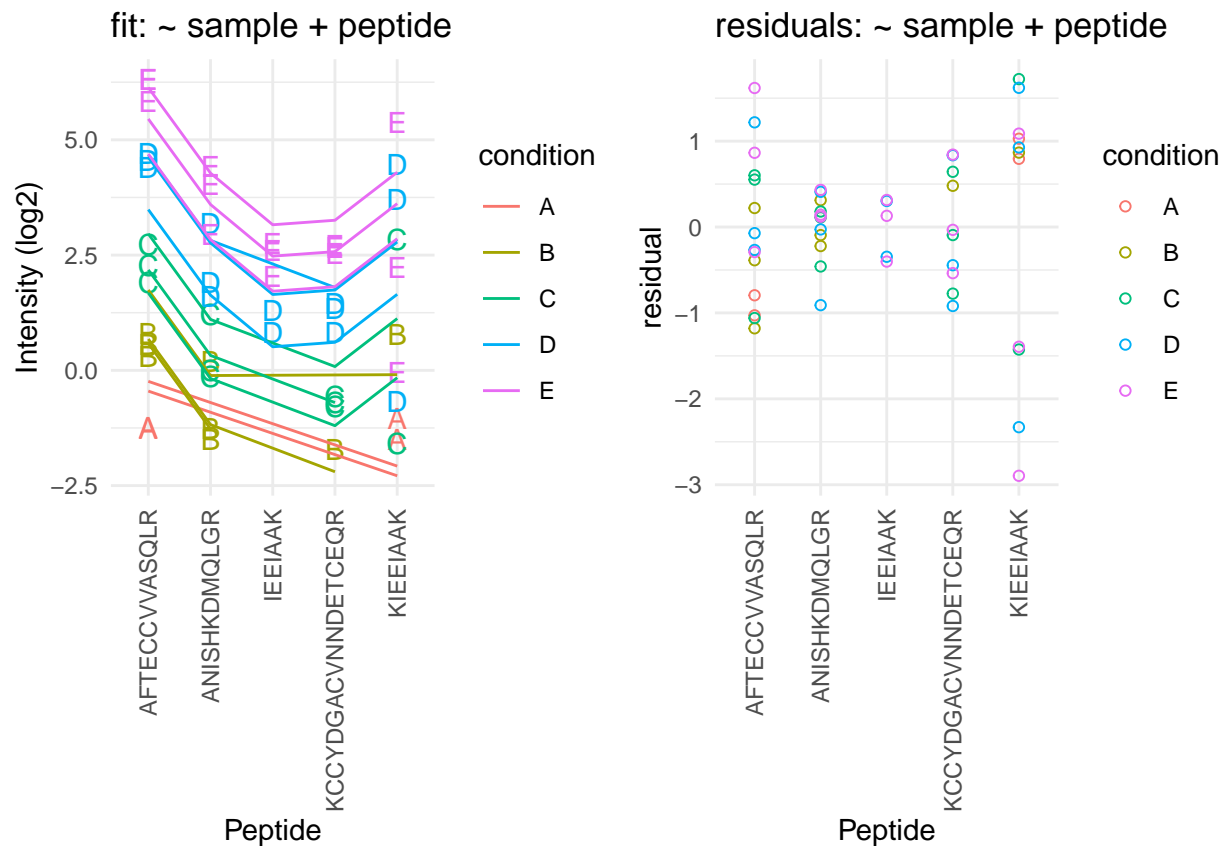 fit: ~ sample + peptide
Intensity (log2)
5.0
2.5
0.0
−2.5
E
E
D
D
D
C
C
C
B
B
B
A
E
E
E
D
D
D
C
B
C
C
B
B
E
E
E
D
D
E
E
E
D
D
D
C
C
C
B
E
D
D
C
E
B
E
D
A
A
C
AFTECCVVASQLR
ANISHKDMQLGR
IEEIAAK
KCCYDGACVNNDETCEQR
KIEEIAAK
Peptide
condition
A
B
C
D
E
residuals: ~ sample + peptide
residual
1
0
−1
−2
−3
AFTECCVVASQLR
ANISHKDMQLGR
IEEIAAK
KCCYDGACVNNDETCEQR
KIEEIAAK
Peptide
condition
A
B
C
D
E